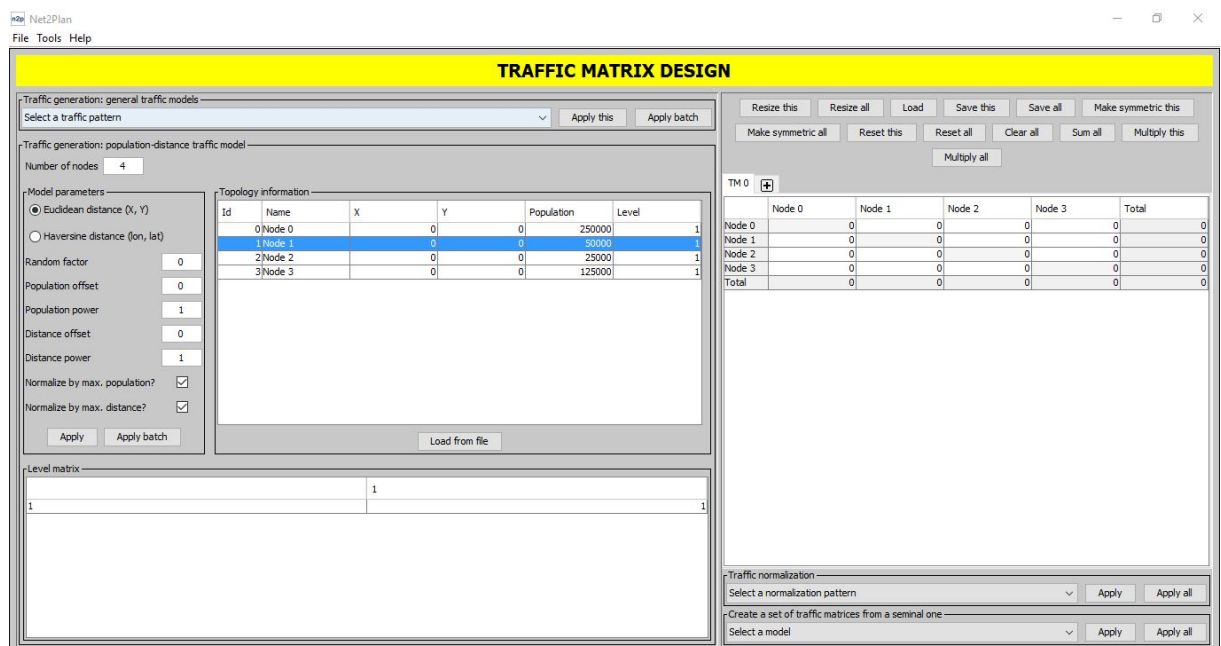 n2p Net2Plan
File Tools Help
TRAFFIC MATRIX DESIGN
Traffic generation: general traffic models
Select a traffic pattern Apply this Apply batch
Traffic generation: population-distance traffic model
Number of nodes 4
Model parameters
Euclidean distance (X, Y)
Haversine distance (lon, lat)
Random factor 0
Population offset 0
Population power 1
Distance offset 0
Distance power 1
Normalize by max. population?
Normalize by max. distance?
Apply Apply batch
Topology information
Id Name X Y Population Level
0 Node 0 0 0 250000 1
1 Node 1 0 0 50000 1
2 Node 2 0 0 25000 1
3 Node 3 0 0 125000 1
Load from file
Level matrix
1
1 1
Resize this Resize all Load Save this Save all Make symmetric this
Make symmetric all Reset this Reset all Clear all Sum all Multiply this
Multiply all
TM 0
Node 0 Node 1 Node 2 Node 3 Total
Node 0 0 0 0 0 0
Node 1 0 0 0 0 0
Node 2 0 0 0 0 0
Node 3 0 0 0 0 0
Total 0 0 0 0 0
Traffic normalization
Select a normalization pattern Apply Apply all
Create a set of traffic matrices from a seminal one
Select a model Apply Apply all